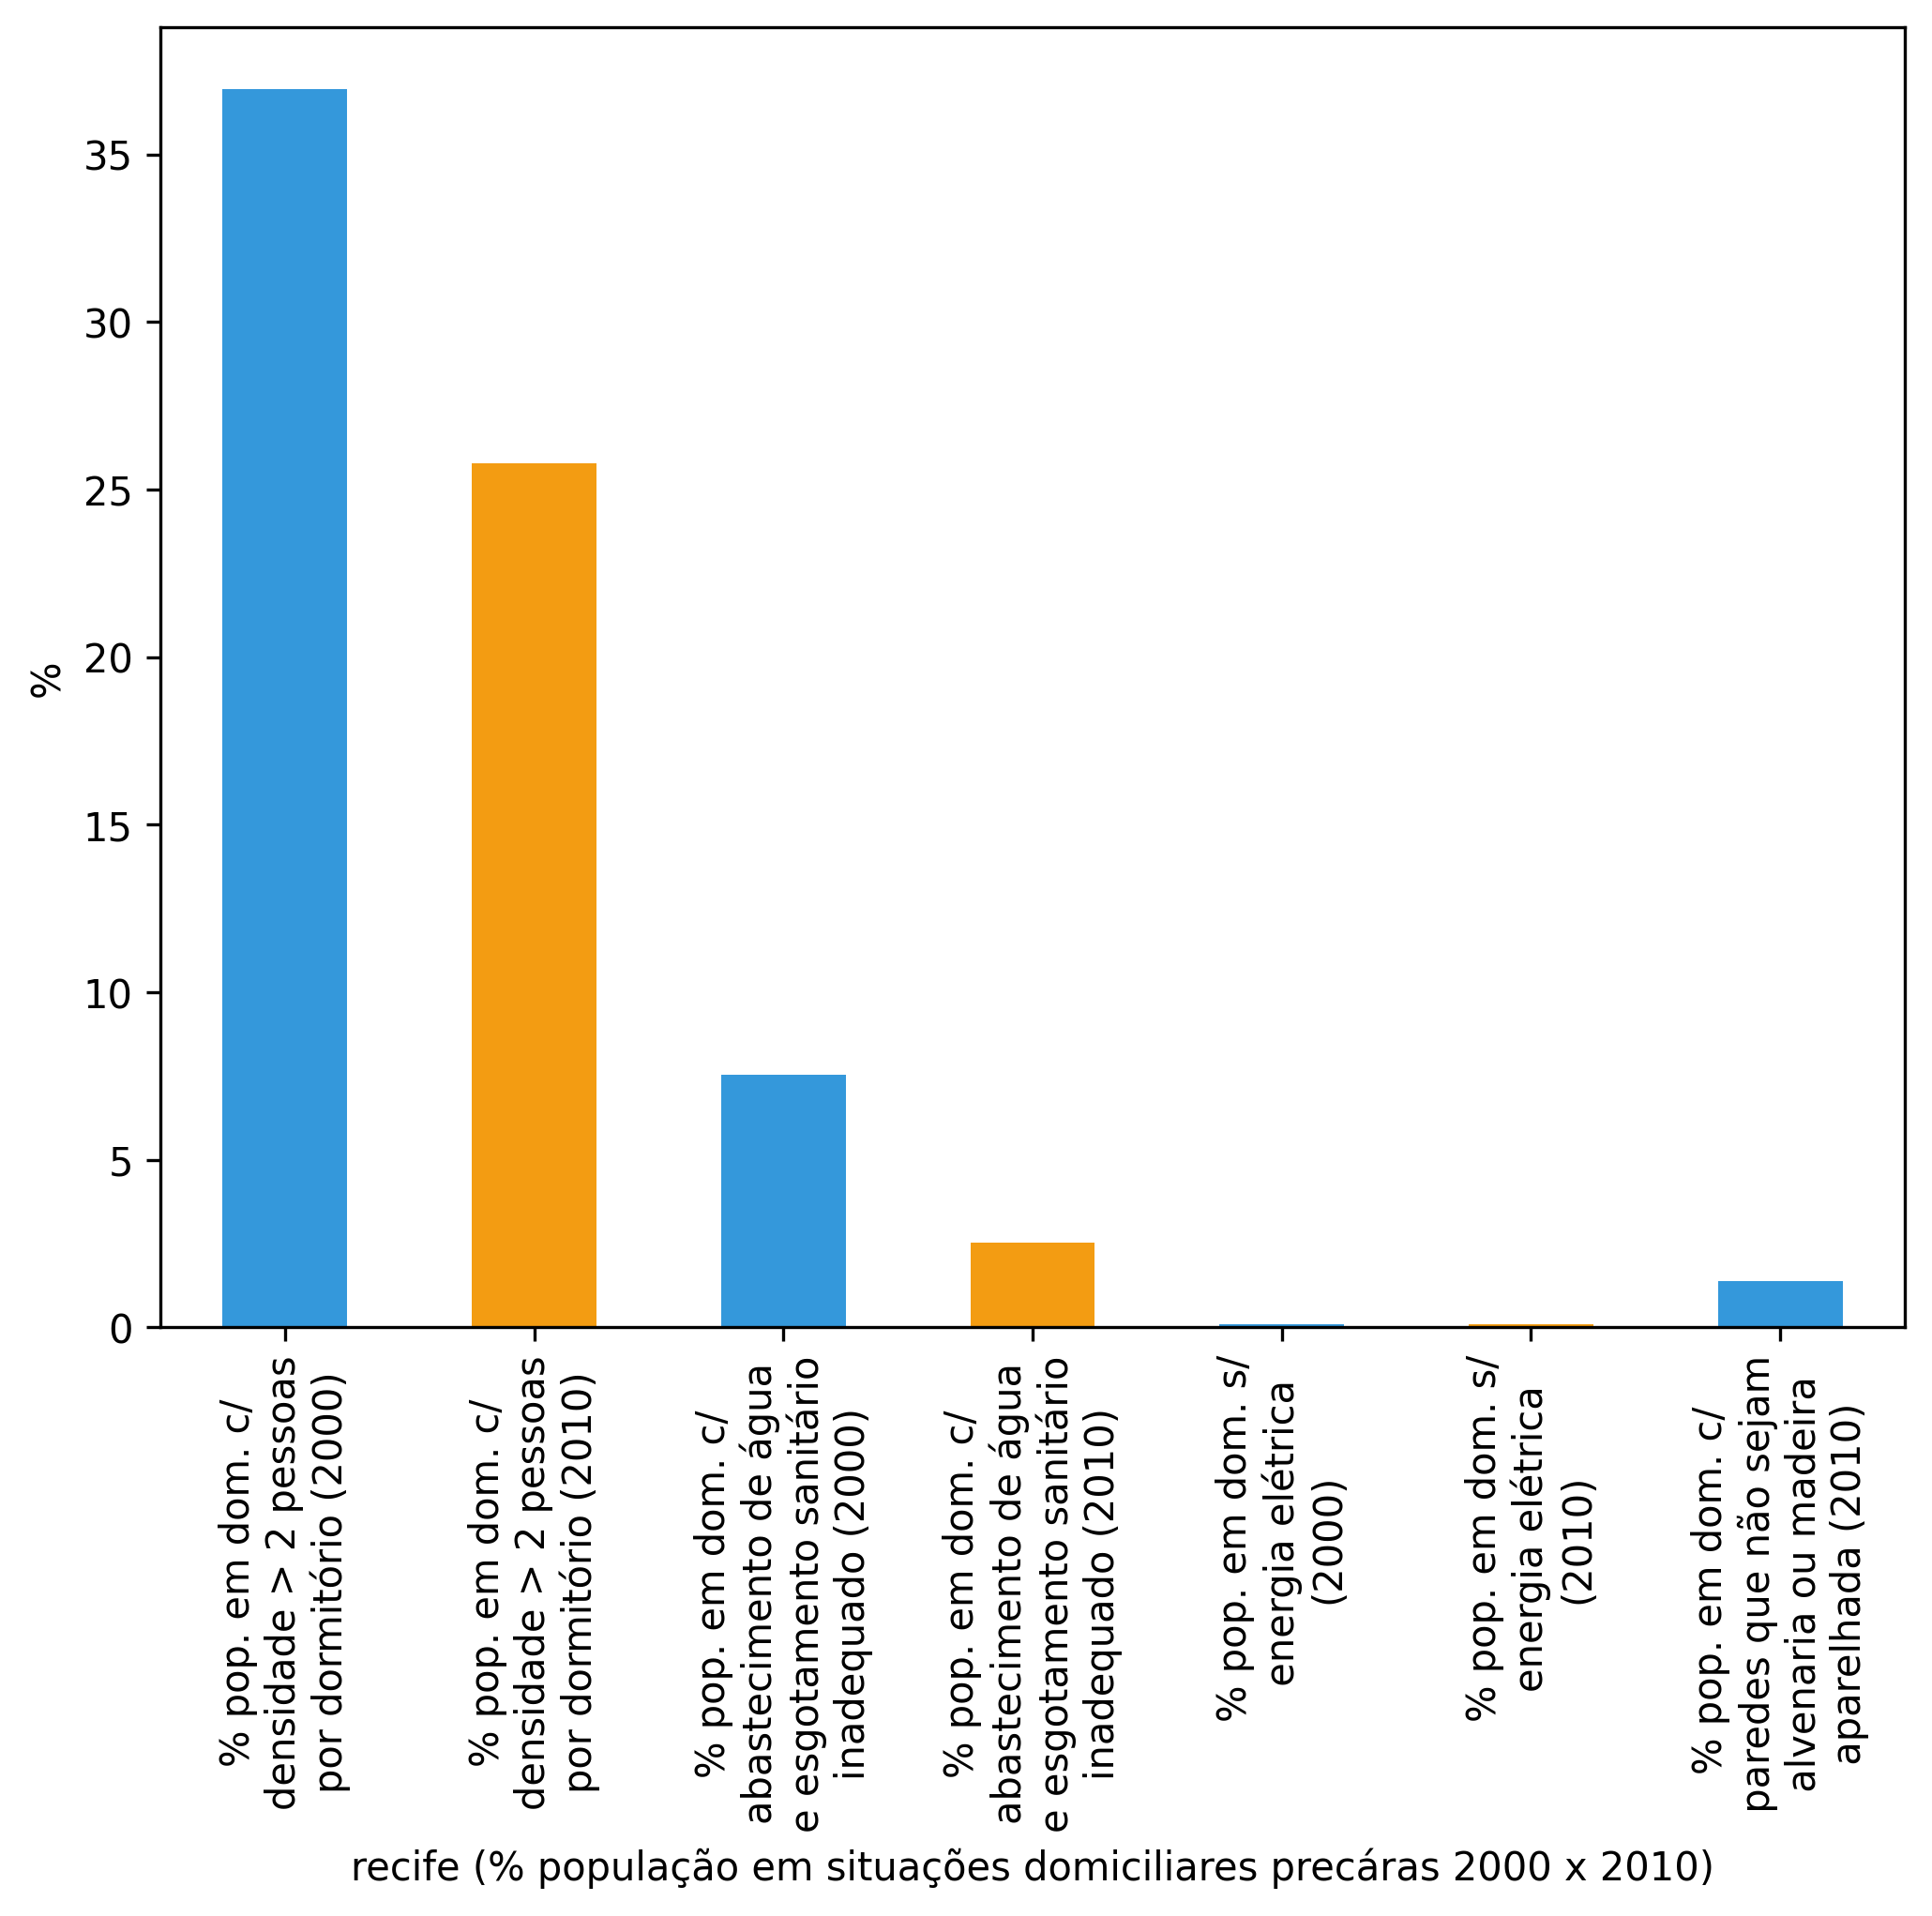 %
35
30
25
20
15
10
5
0
% pop. em dom. c/
densidade > 2 pessoas
por dormitório (2000)
% pop. em dom. c/
densidade > 2 pessoas
por dormitório (2010)
% pop. em dom. c/
abastecimento de água
e esgotamento sanitário
inadequado (2000)
% pop. em dom. c/
abastecimento de água
e esgotamento sanitário
inadequado (2010)
% pop. em dom. s/
energia elétrica
(2000)
% pop. em dom. s/
energia elétrica
(2010)
% pop. em dom. c/
paredes que não sejam
alvenaria ou madeira
aparelhada (2010)
recife (% população em situações domiciliares precáras 2000 x 2010)